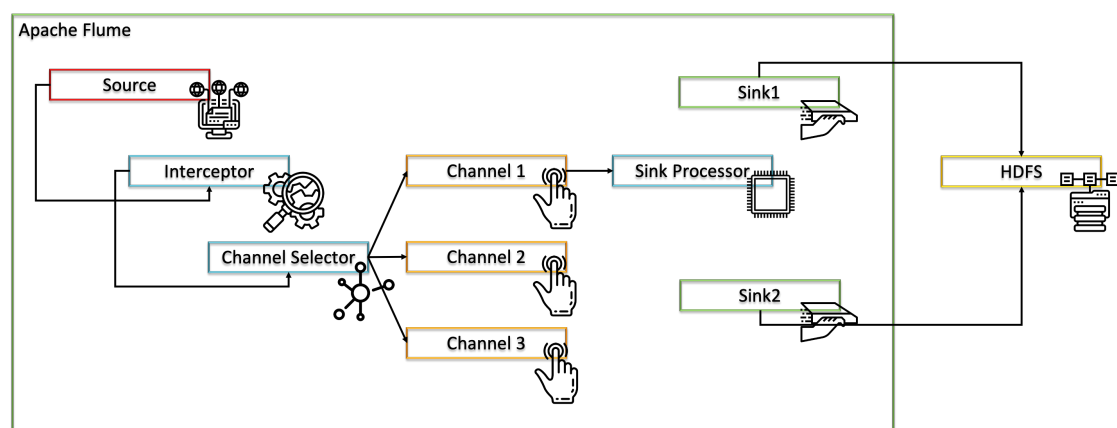 Apache Flume
Source
Sink1
Interceptor
Channel 1
Sink Processor
HDFS
Channel Selector
Channel 2
Sink2
Channel 3